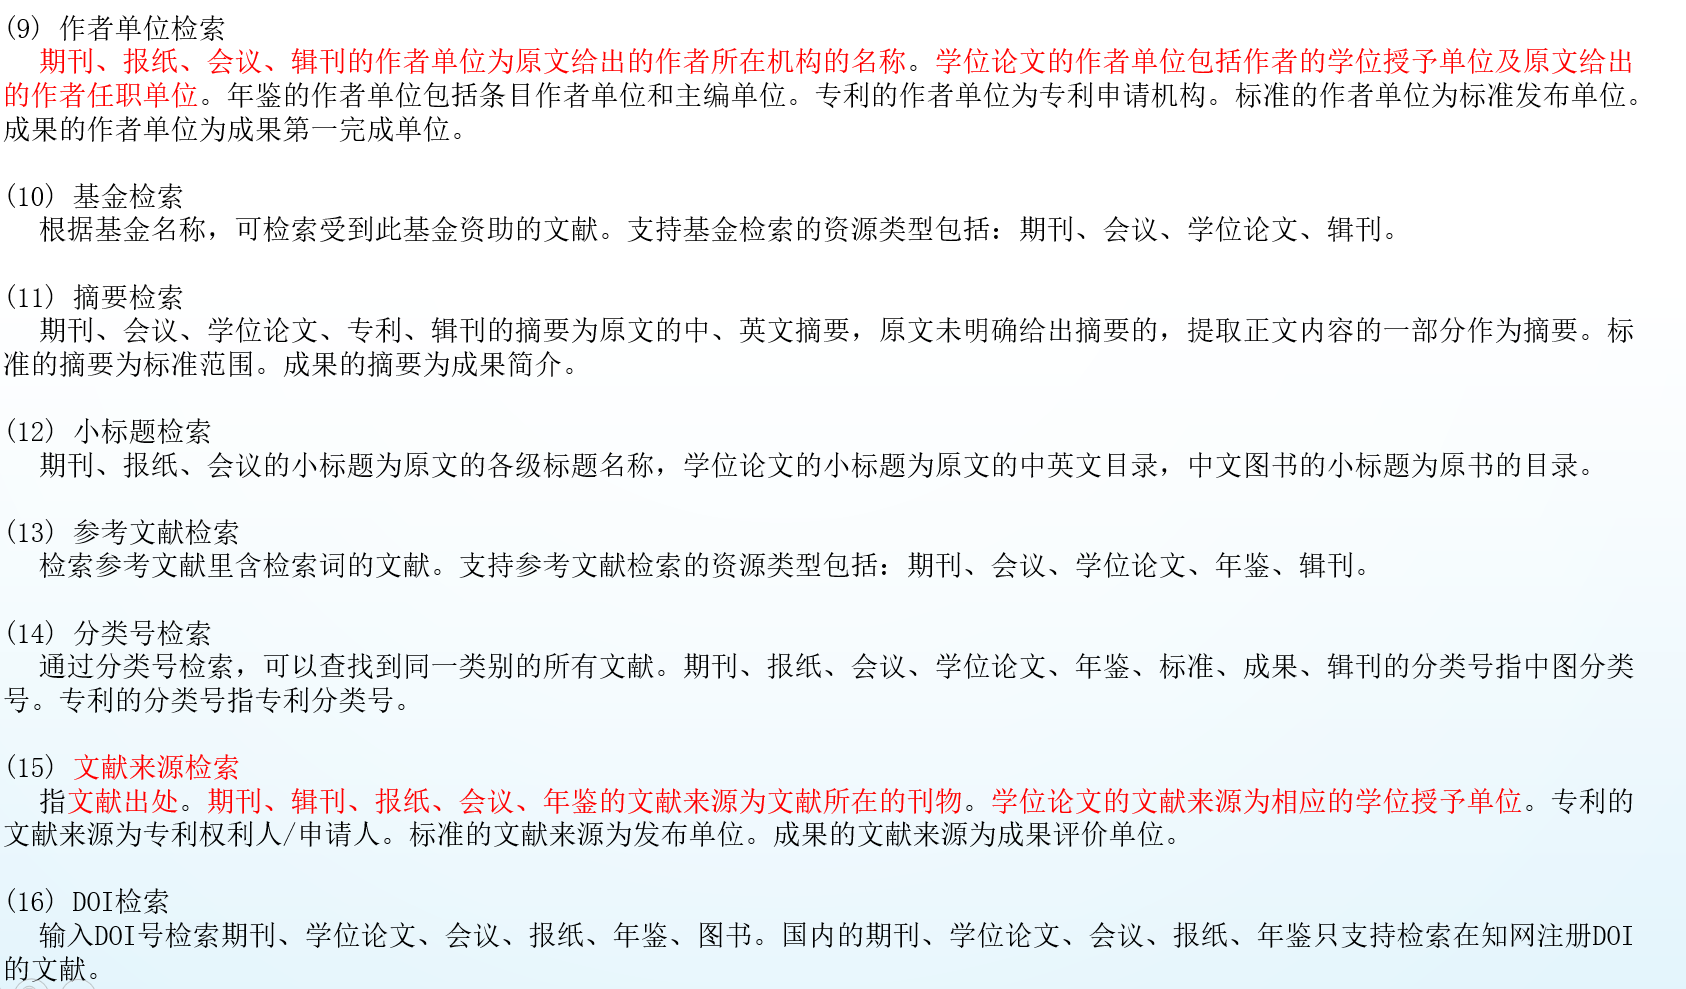 (9) 作者单位检索
期刊、报纸、会议、辑刊的作者单位为原文给出的作者所在机构的名称。学位论文的作者单位包括作者的学位授予单位及原文给出
的作者任职单位。年鉴的作者单位包括条目作者单位和主编单位。专利的作者单位为专利申请机构。标准的作者单位为标准发布单位。
成果的作者单位为成果第一完成单位。
(10) 基金检索
根据基金名称，可检索受到此基金资助的文献。支持基金检索的资源类型包括：期刊、会议、学位论文、辑刊。
(11) 摘要检索
期刊、会议、学位论文、专利、辑刊的摘要为原文的中、英文摘要，原文未明确给出摘要的，提取正文内容的一部分作为摘要。标
准的摘要为标准范围。成果的摘要为成果简介。
(12) 小标题检索
期刊、报纸、会议的小标题为原文的各级标题名称，学位论文的小标题为原文的中英文目录，中文图书的小标题为原书的目录。
(13) 参考文献检索
检索参考文献里含检索词的文献。支持参考文献检索的资源类型包括：期刊、会议、学位论文、年鉴、辑刊。
(14) 分类号检索
通过分类号检索，可以查找到同一类别的所有文献。期刊、报纸、会议、学位论文、年鉴、标准、成果、辑刊的分类号指中图分类
号。专利的分类号指专利分类号。
(15) 文献来源检索
指文献出处。期刊、辑刊、报纸、会议、年鉴的文献来源为文献所在的刊物。学位论文的文献来源为相应的学位授予单位。专利的
文献来源为专利权利人/申请人。标准的文献来源为发布单位。成果的文献来源为成果评价单位。
(16) DOI检索
输入DOI号检索期刊、学位论文、会议、报纸、年鉴、图书。国内的期刊、学位论文、会议、报纸、年鉴只支持检索在知网注册DOI
的文献。